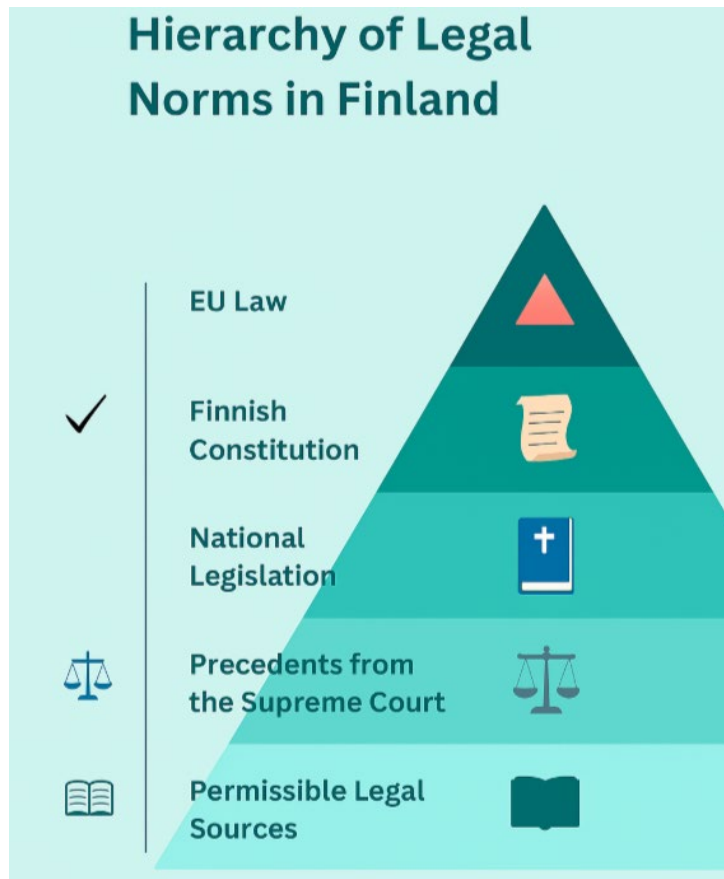 Hierarchy of Legal
Norms in Finland
EU Law
Finnish
Constitution
National
Legislation
Precedents from
the Supreme Court
Permissible Legal
Sources